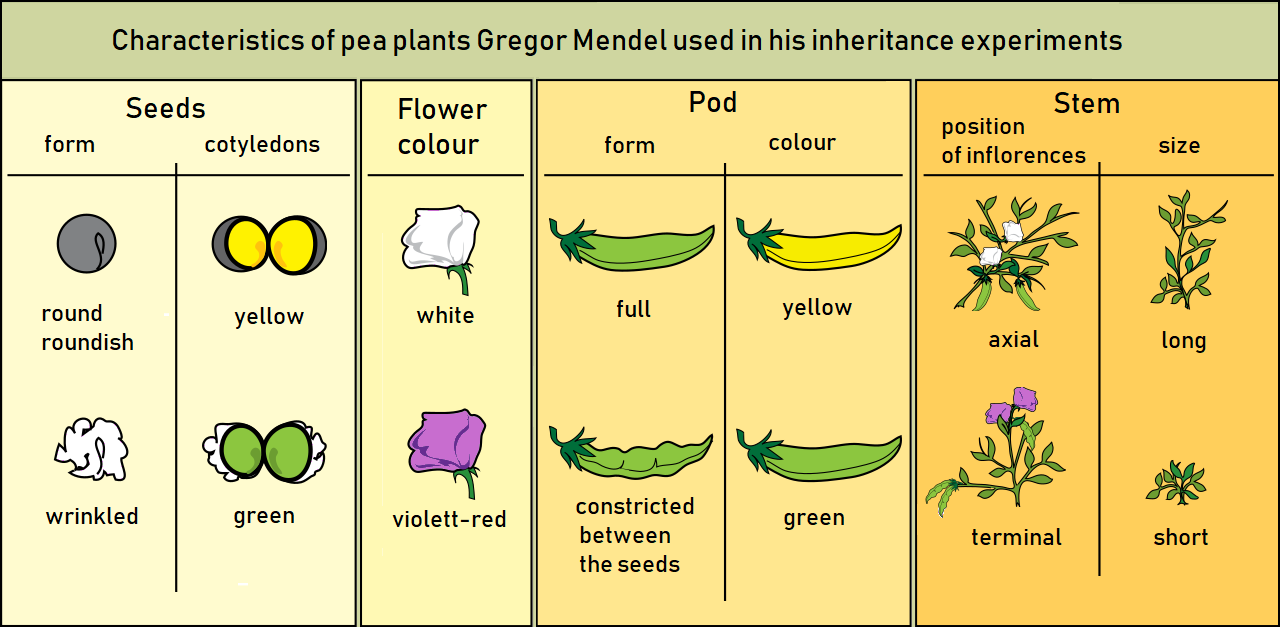 Characteristics of pea plants Gregor Mendel used in his inheritance experiments
Seeds
form
cotyledons
round
roundish
yellow
wrinkled
green
Flower
colour
white
violett-red
Pod
form
colour
full
yellow
constricted
between
the seeds
green
Stem
position
of inflorences
size
axial
long
terminal
short